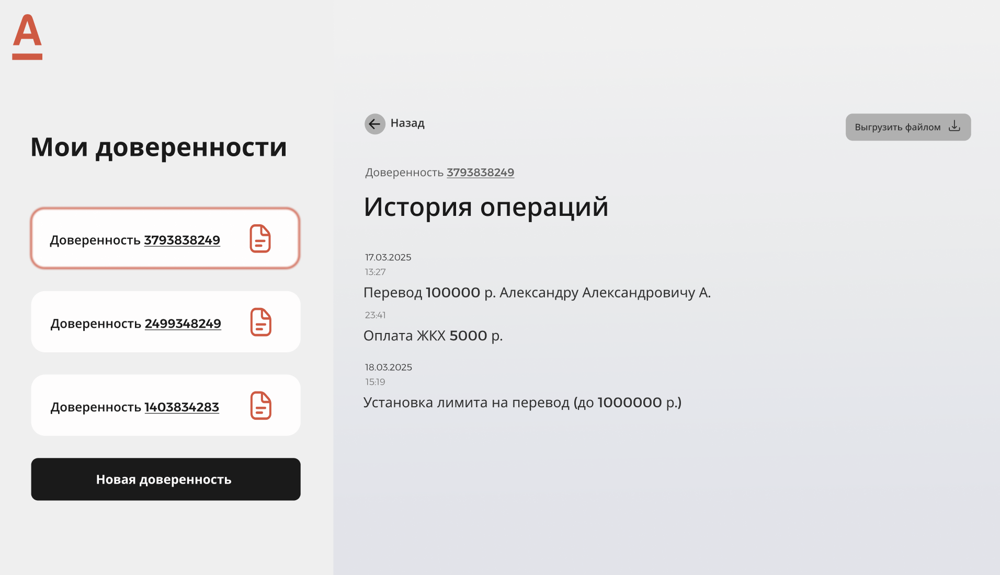 А
Мои доверенности
Доверенность 3793838249
Доверенность 2499348249
Доверенность 1403834283
Новая доверенность
Назад
Выгрузить файлом
Доверенность 3793838249
История операций
17.03.2025
13:27
Перевод 100000 р. Александру Александровичу А.
23:41
Оплата ЖКХ 5000 р.
18.03.2025
15:19
Установка лимита на перевод (до 1000000 р.)